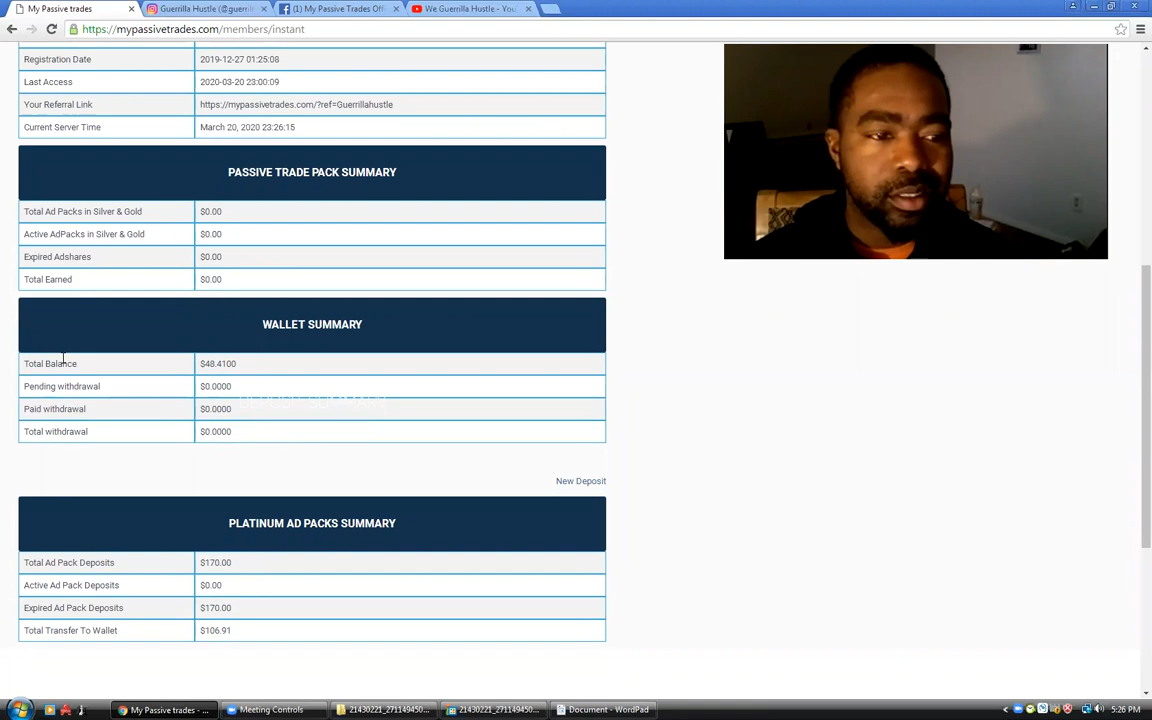 My Passive trades
Guerrilla Hustle (@guerril
(1) My Passive Trades Off
We Guerrilla Hustle - You
https://mypassivetrades.com/members/instant
Registration Date 2019-12-27 01:25:08
Last Access 2020-03-20 23:00:09
Your Referral Link https://mypassivetrades.com/?ref=Guerrillahustle
Current Server Time March 20, 2020 23:26:15
PASSIVE TRADE PACK SUMMARY
Total Ad Packs in Silver & Gold $0.00
Active AdPacks in Silver & Gold $0.00
Expired Adshares $0.00
Total Earned $0.00
WALLET SUMMARY
Total Balance $48.4100
Pending withdrawal $0.0000
DEPOSIT SUMMARY
Paid withdrawal $0.0000
Total withdrawal $0.0000
New Deposit
PLATINUM AD PACKS SUMMARY
Total Ad Pack Deposits $170.00
Active Ad Pack Deposits $0.00
Expired Ad Pack Deposits $170.00
Total Transfer To Wallet $106.91
My Passive trades - ...
Meeting Controls
21430221_271149450...
21430221_271149450...
Document - WordPad
5:26 PM